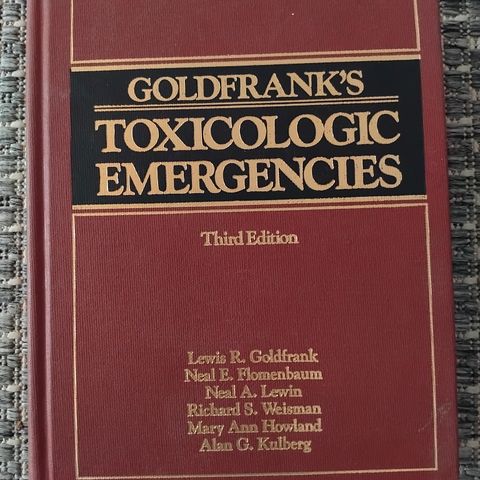 GOLDFRANK'S
TOXICOLOGIC
EMERGENCIES
Third Edition
Lewis R. Goldfrank
Neal E. Flomenbaum
Neal A. Lewin
Richard S. Weisman
Mary Ann Howland
Alan G. Kulberg